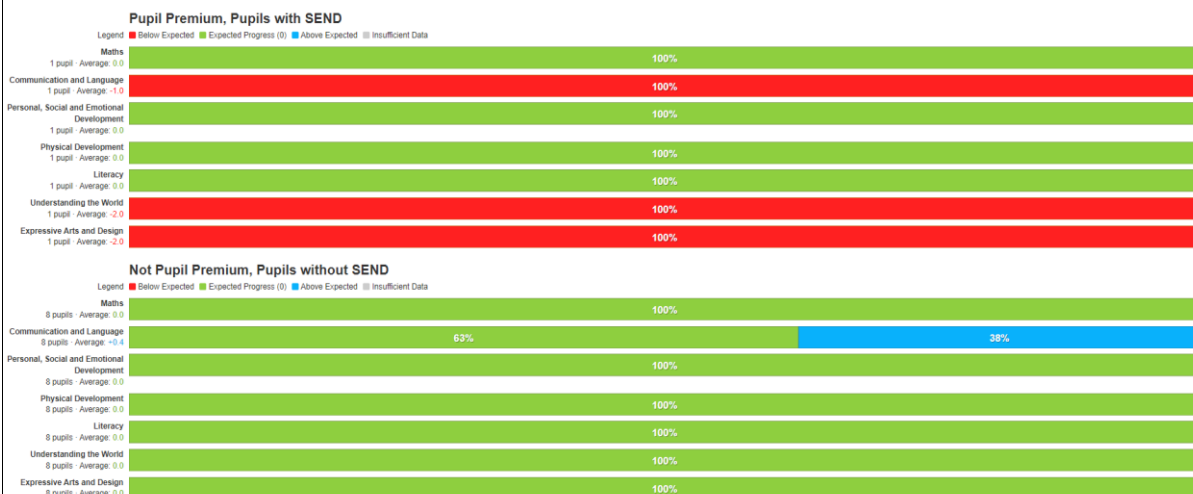 Pupil Premium, Pupils with SEND
Legend Below Expected Expected Progress (0) Above Expected Insufficient Data
Maths
1 pupil · Average: 0.0
100%
Communication and Language
1 pupil · Average: -1.0
100%
Personal, Social and Emotional
Development
1 pupil · Average: 0.0
100%
Physical Development
1 pupil · Average: 0.0
100%
Literacy
1 pupil · Average: 0.0
100%
Understanding the World
1 pupil · Average: -2.0
100%
Expressive Arts and Design
1 pupil · Average: -2.0
100%
Not Pupil Premium, Pupils without SEND
Legend Below Expected Expected Progress (0) Above Expected Insufficient Data
Maths
8 pupils · Average: 0.0
100%
Communication and Language
8 pupils · Average: +0.4
63% 38%
Personal, Social and Emotional
Development
8 pupils · Average: 0.0
100%
Physical Development
8 pupils · Average: 0.0
100%
Literacy
8 pupils · Average: 0.0
100%
Understanding the World
8 pupils · Average: 0.0
100%
Expressive Arts and Design
8 pupils · Average: 0.0
100%